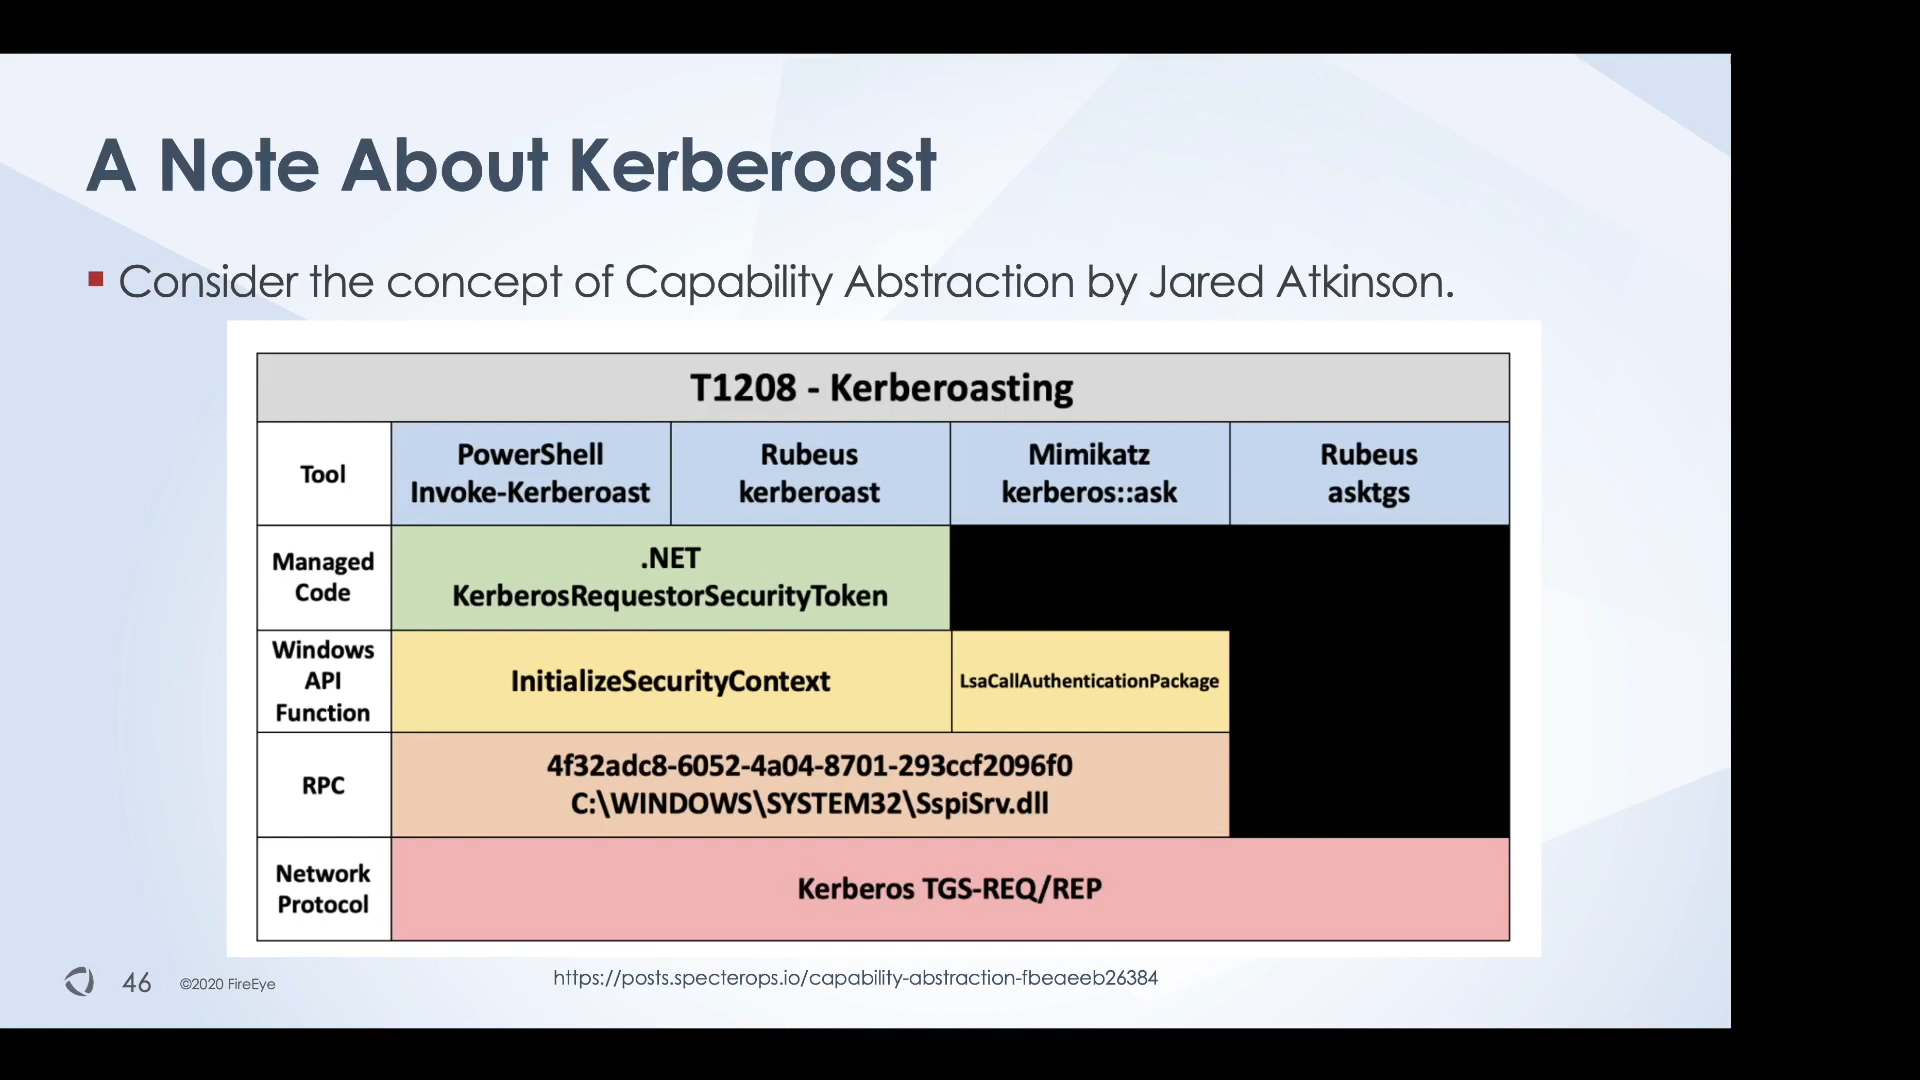 A Note About Kerberoast
Consider the concept of Capability Abstraction by Jared Atkinson.
T1208 - Kerberoasting
Tool
PowerShell
Invoke-Kerberoast
Rubeus
kerberoast
Mimikatz
kerberos::ask
Rubeus
asktgs
Managed
Code
.NET
KerberosRequestorSecurityToken
Windows
API
Function
InitializeSecurityContext
LsaCallAuthenticationPackage
RPC
4f32adc8-6052-4a04-8701-293ccf2096f0
C:\WINDOWS\SYSTEM32\SspiSrv.dll
Network
Protocol
Kerberos TGS-REQ/REP
46
©2020 FireEye
https://posts.specterops.io/capability-abstraction-fbeaeeb26384